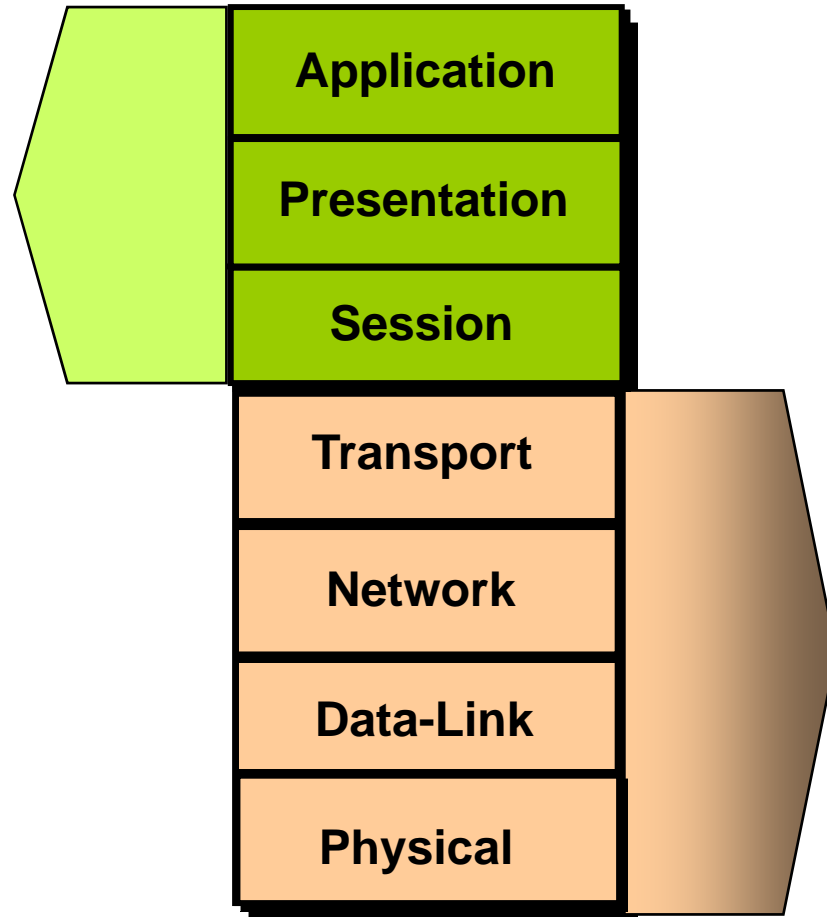 Application
Presentation
Session
Transport
Network
Data-Link
Physical